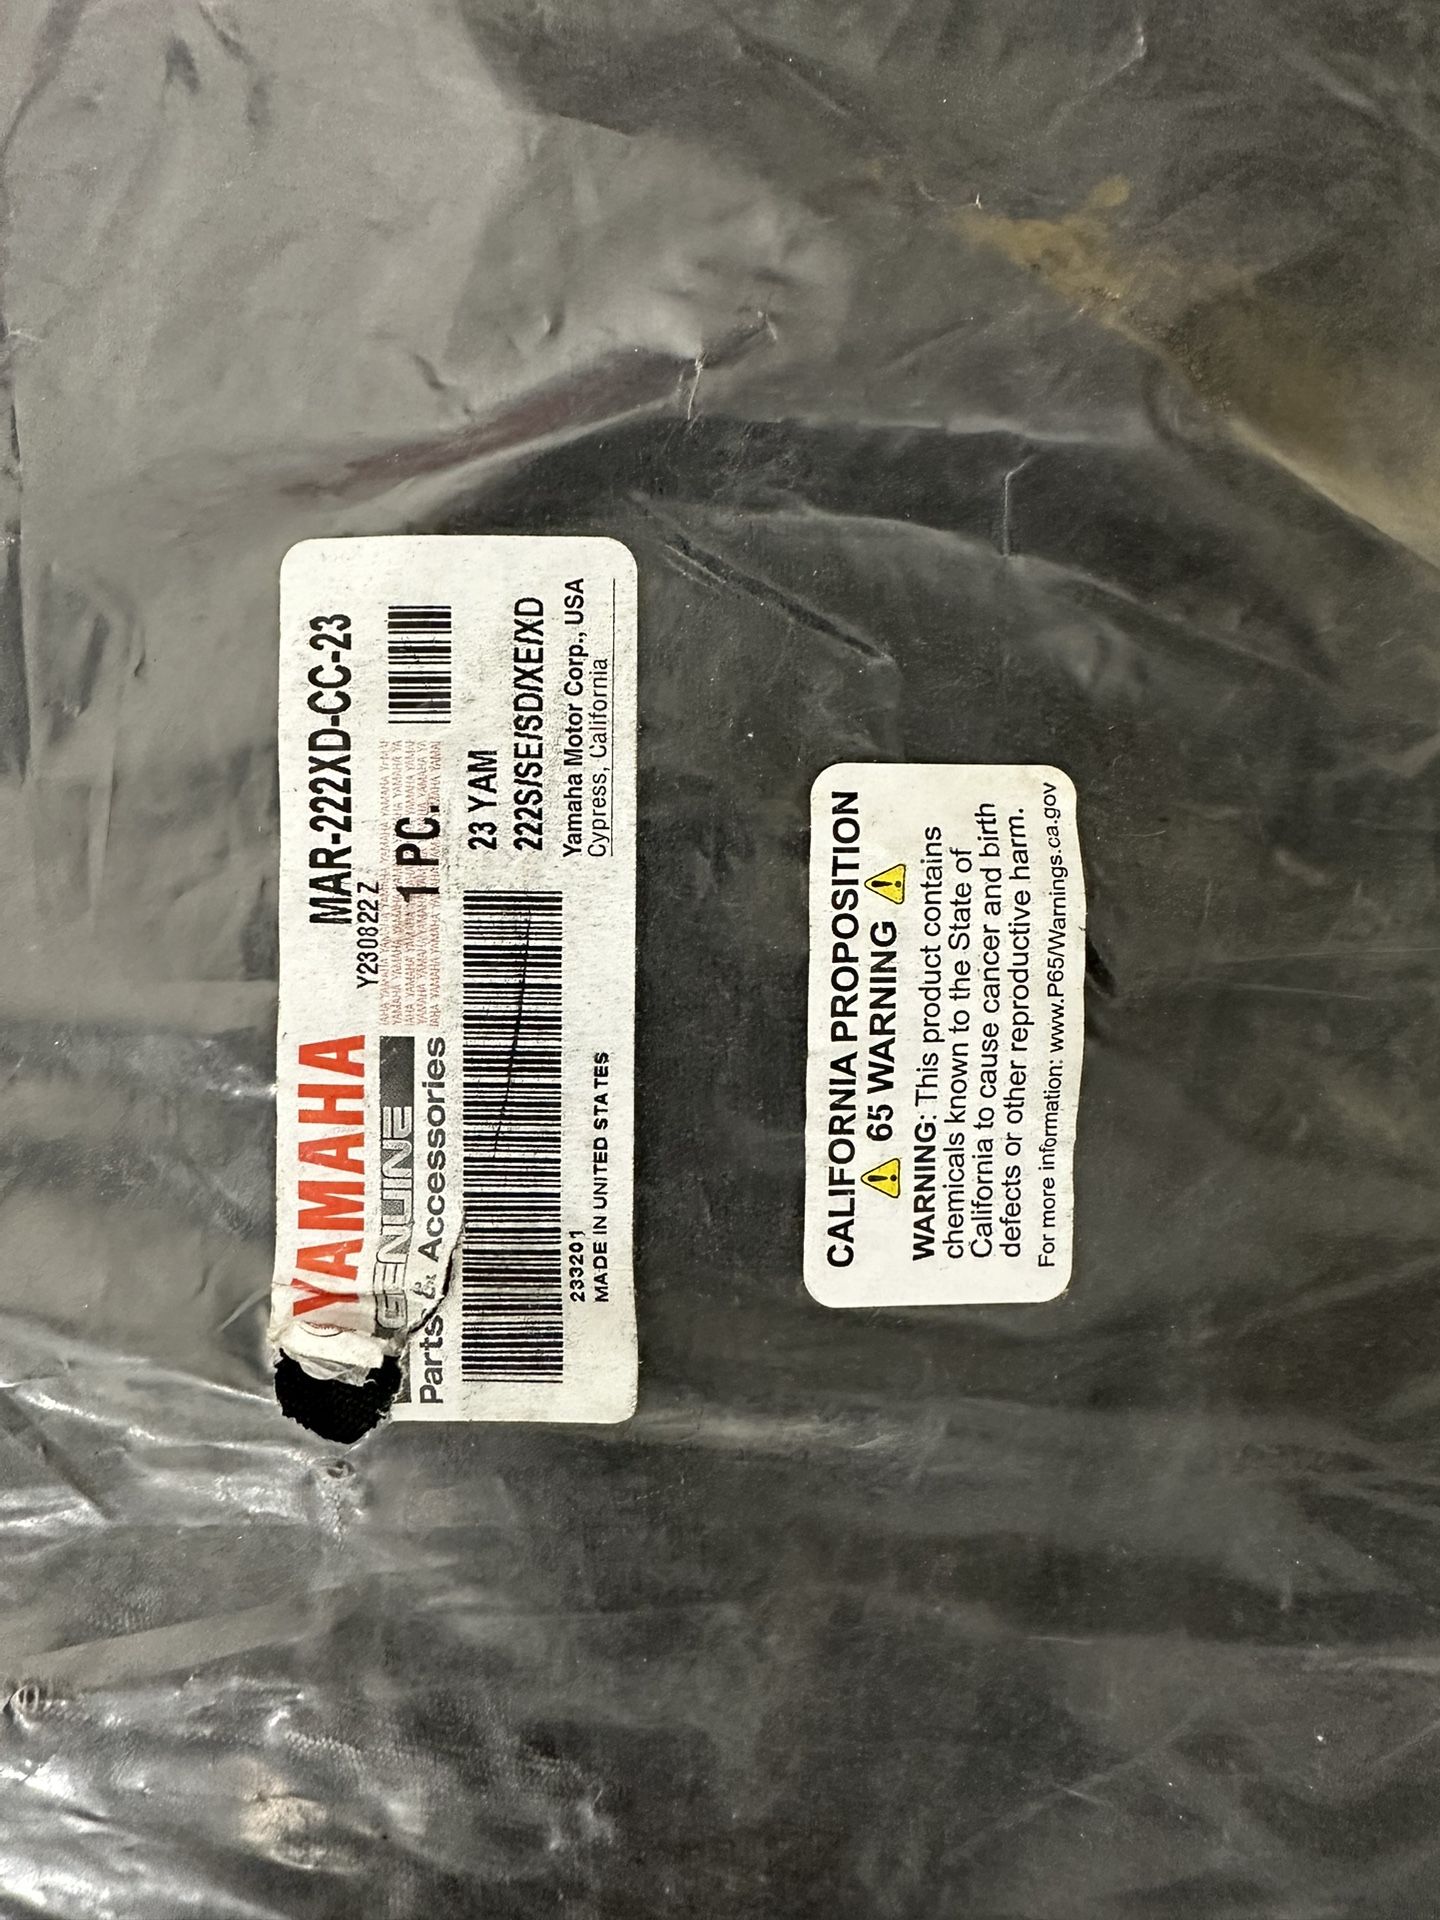 YAMAHA
MAR-222XD-CC-23
Y230822 Z
GENUINE
Parts & Accessories
1 PC.
23 YAM
222S/SE/SD/XE/XD
Yamaha Motor Corp., USA
Cypress, California
233201
MADE IN UNITED STATES
CALIFORNIA PROPOSITION
65 WARNING
WARNING: This product contains
chemicals known to the State of
California to cause cancer and birth
defects or other reproductive harm.
For more information: www.P65Warnings.ca.gov